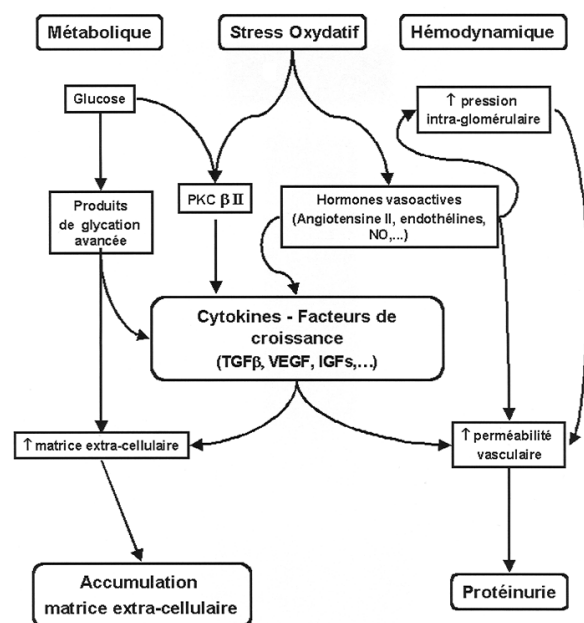 Métabolique
Stress Oxydatif
Hémodynamique
Glucose
↑ pression
intra-glomérulaire
Produits
de glycation
avancée
PKC β II
Hormones vasoactives
(Angiotensine II, endothélines,
NO,...)
Cytokines - Facteurs de
croissance
(TGFβ, VEGF, IGFs,...)
↑ matrice extra-cellulaire
↑ perméabilité
vasculaire
Accumulation
matrice extra-cellulaire
Protéinurie